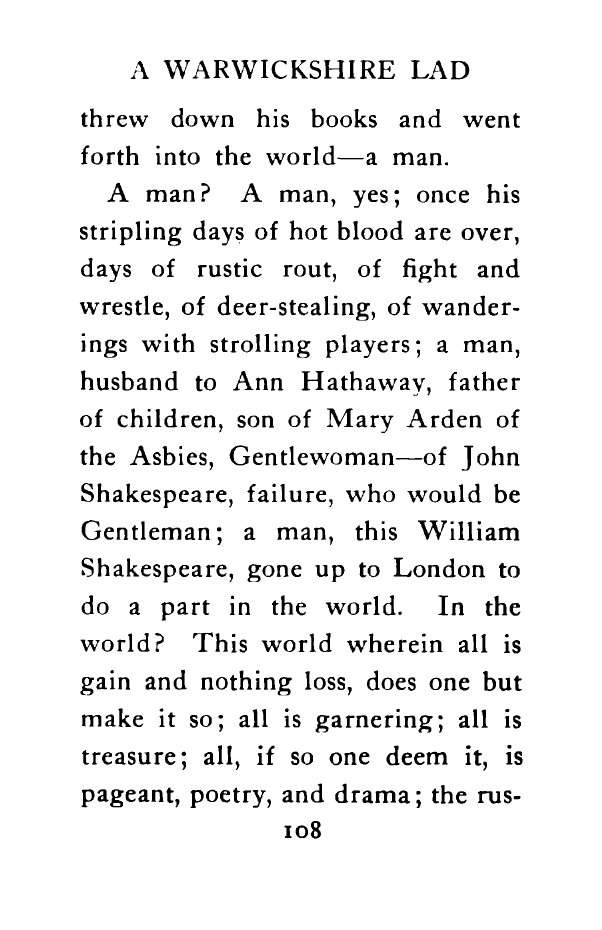 A WARWICKSHIRE LAD
threw down his books and went
forth into the world—a man.
A man? A man, yes; once his
stripling days of hot blood are over,
days of rustic rout, of fight and
wrestle, of deer-stealing, of wander-
ings with strolling players; a man,
husband to Ann Hathaway, father
of children, son of Mary Arden of
the Asbies, Gentlewoman—of John
Shakespeare, failure, who would be
Gentleman; a man, this William
Shakespeare, gone up to London to
do a part in the world. In the
world? This world wherein all is
gain and nothing loss, does one but
make it so; all is garnering; all is
treasure; all, if so one deem it, is
pageant, poetry, and drama; the rus-
108